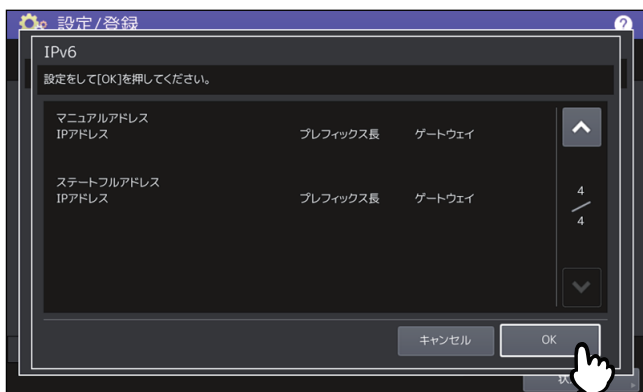 設定/登録
?
IPv6
設定をして[OK]を押してください。
マニュアルアドレス
IPアドレス プレフィックス長 ゲートウェイ
ステートフルアドレス
IPアドレス プレフィックス長 ゲートウェイ
4
4
キャンセル OK